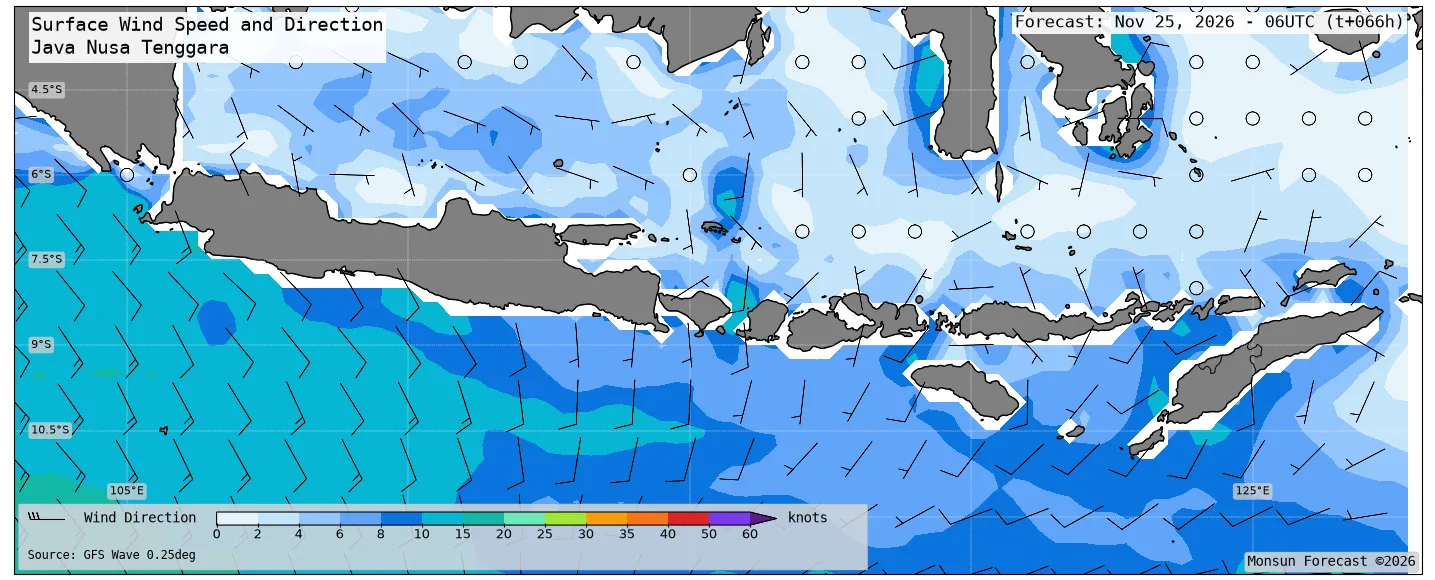 Surface Wind Speed and Direction
Java Nusa Tenggara
Forecast: Nov 25, 2026 - 06UTC (t+066h)
4.5°S
6°S
7.5°S
9°S
10.5°S
105°E
125°E
Wind Direction
0 2 4 6 8 10 15 20 25 30 35 40 50 60
knots
Source: GFS Wave 0.25deg
Monsun Forecast ©2026